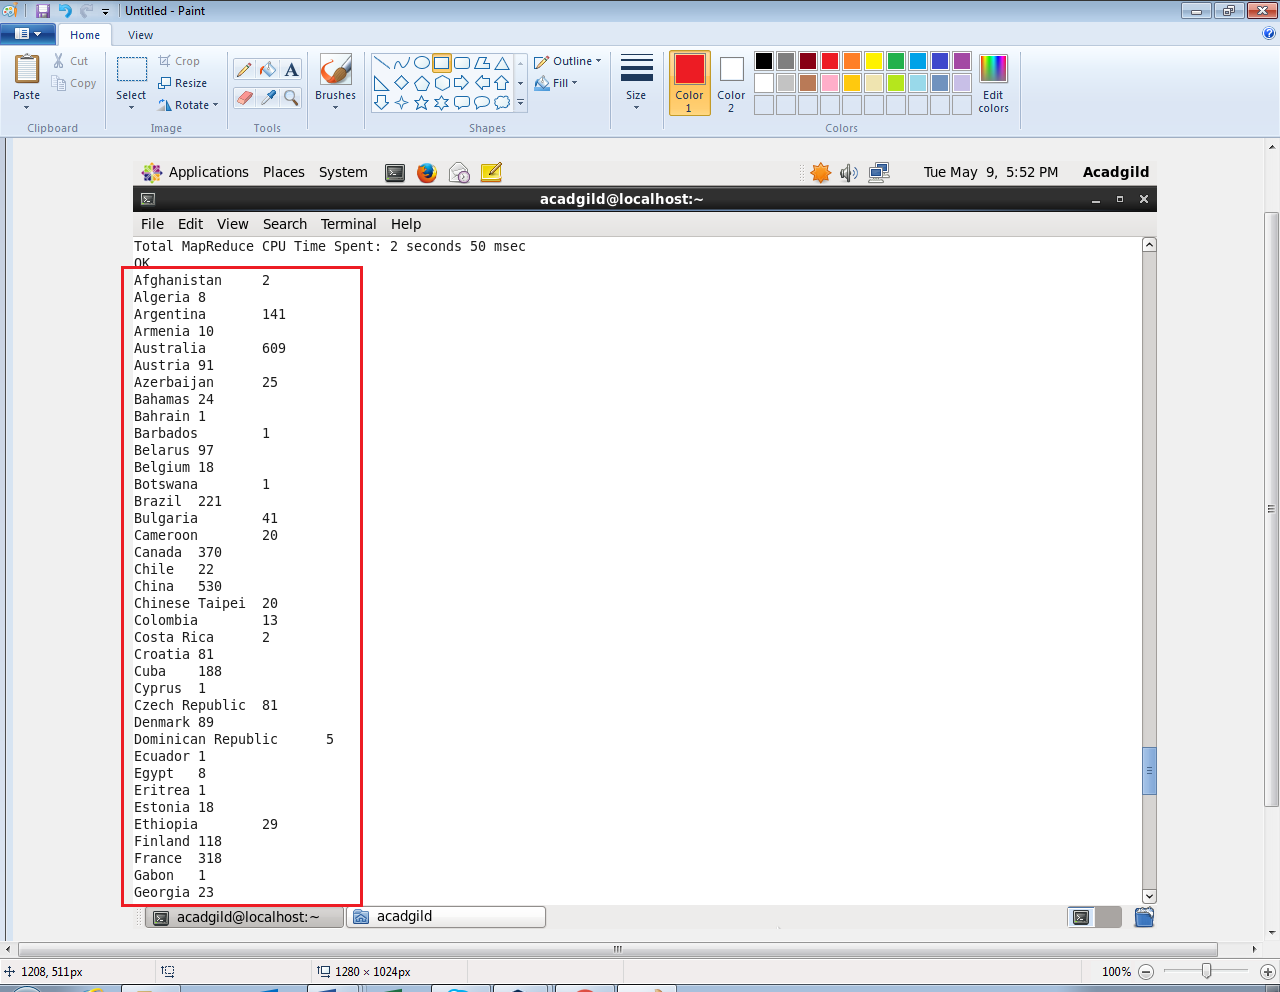 Untitled - Paint
Home View
Paste
Cut
Copy
Clipboard
Select
Crop
Resize
Rotate
Image
A
Tools
Brushes
Outline
Fill
Shapes
Size
Color 1
Color 2
Edit colors
Colors
Applications Places System Tue May 9, 5:52 PM Acadgild
acadgild@localhost:~
File Edit View Search Terminal Help
Total MapReduce CPU Time Spent: 2 seconds 50 msec
OK
Afghanistan 2
Algeria 8
Argentina 141
Armenia 10
Australia 609
Austria 91
Azerbaijan 25
Bahamas 24
Bahrain 1
Barbados 1
Belarus 97
Belgium 18
Botswana 1
Brazil 221
Bulgaria 41
Cameroon 20
Canada 370
Chile 22
China 530
Chinese Taipei 20
Colombia 13
Costa Rica 2
Croatia 81
Cuba 188
Cyprus 1
Czech Republic 81
Denmark 89
Dominican Republic 5
Ecuador 1
Egypt 8
Eritrea 1
Estonia 18
Ethiopia 29
Finland 118
France 318
Gabon 1
Georgia 23
acadgild@localhost:~ acadgild
1208, 511px 1280 × 1024px 100%